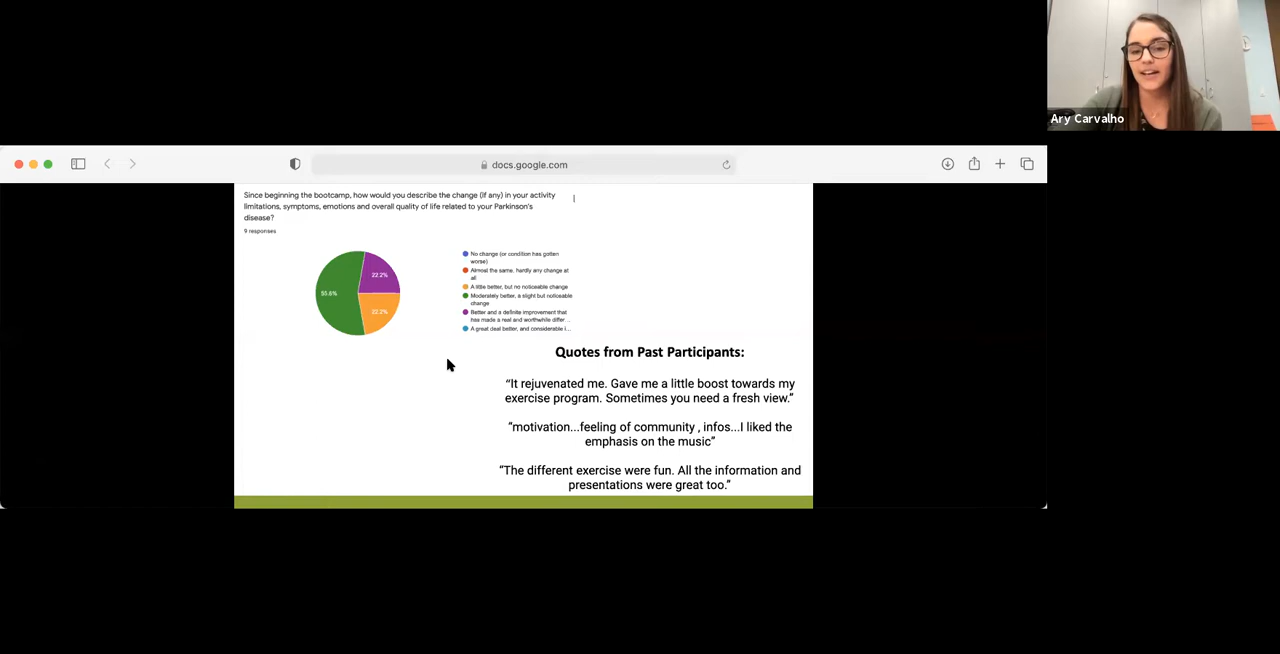 Ary Carvalho
docs.google.com
Since beginning the bootcamp, how would you describe the change (if any) in your activity
limitations, symptoms, emotions and overall quality of life related to your Parkinson's
disease?
9 responses
22.2%
55.6%
22.2%
No change (or condition has gotten
worse)
Almost the same, hardly any change at
all
A little better, but no noticeable change
Moderately better, a slight but noticeable
change
Better and a definite improvement that
has made a real and worthwhile differ...
A great deal better, and considerable i...
Quotes from Past Participants:
“It rejuvenated me. Gave me a little boost towards my
exercise program. Sometimes you need a fresh view.”
“motivation...feeling of community , infos...I liked the
emphasis on the music”
“The different exercise were fun. All the information and
presentations were great too.”